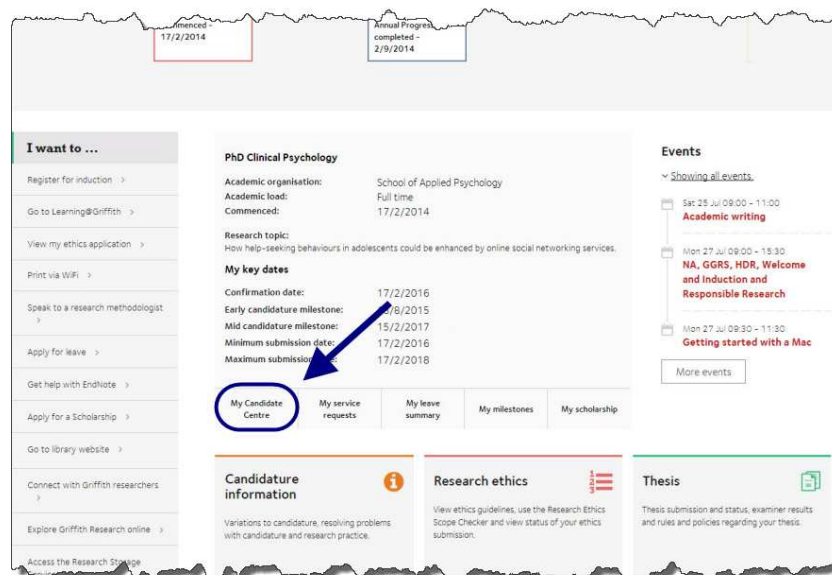 17/2/2014
Annual Progress
completed -
2/9/2014
I want to ...
Register for induction >
Go to Learning@Griffith >
View my ethics application >
Print via WiFi >
Speak to a research methodologist
>
Apply for leave >
Get help with EndNote >
Apply for a Scholarship >
Go to library website >
Connect with Griffith researchers
>
Explore Griffith Research online >
Access the Research Storage
PhD Clinical Psychology
Academic organisation: School of Applied Psychology
Academic load: Full time
Commenced: 17/2/2014
Research topic:
How help-seeking behaviours in adolescents could be enhanced by online social networking services.
My key dates
Confirmation date: 17/2/2016
Early candidature milestone: /8/2015
Mid candidature milestone: 15/2/2017
Minimum submission date: 17/2/2016
Maximum submission 17/2/2018
My Candidate
Centre
My service
requests
My leave
summary
My milestones
My scholarship
Events
Showing all events.
Sat 25 Jul 09:00 - 11:00
Academic writing
Mon 27 Jul 09:00 - 15:30
NA, GGRS, HDR, Welcome
and Induction and
Responsible Research
Mon 27 Jul 09:30 - 11:30
Getting started with a Mac
More events
Candidature
information
Variations to candidature, resolving problems
with candidature and research practice.
Research ethics
1
2
3
View ethics guidelines, use the Research Ethics
Scope Checker and view status of your ethics
submission.
Thesis
Thesis submission and status, examiner results
and rules and policies regarding your thesis.